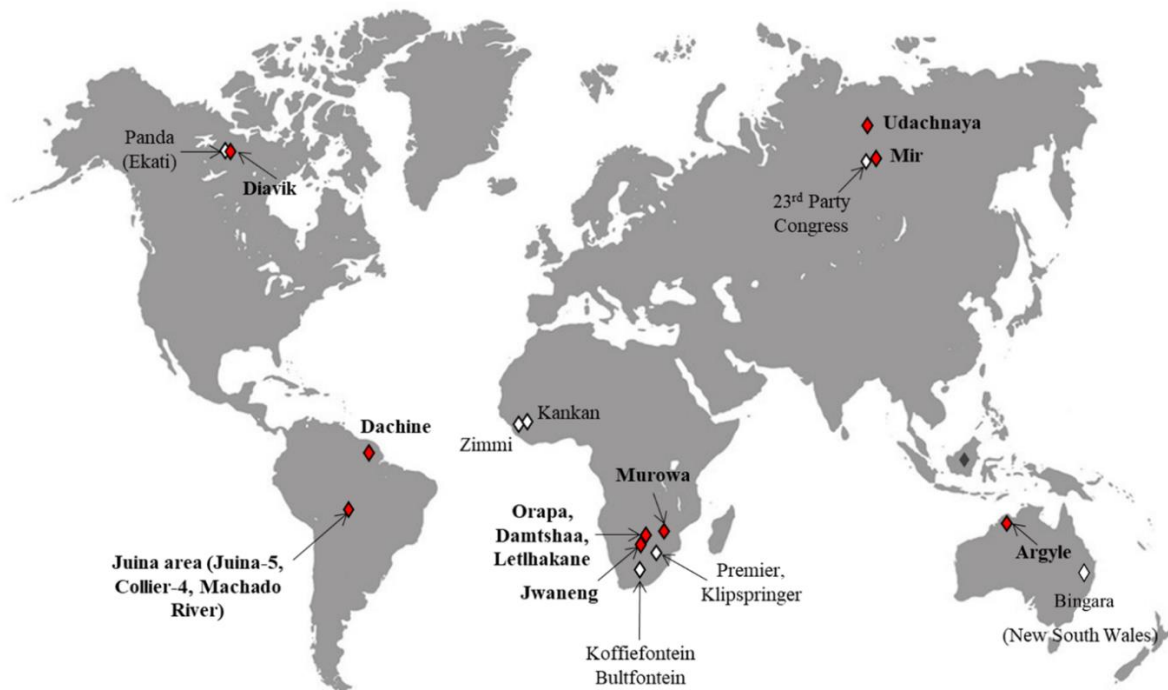 Panda
(Ekati)
Diavik
Udachnaya
Mir
23rd Party
Congress
Kankan
Zimmi
Dachine
Murowa
Orapa,
Damtshaa,
Letlhakane
Jwaneng
Premier,
Klipspringer
Koffiefontein
Bultfontein
Juina area (Juina-5,
Collier-4, Machado
River)
Argyle
Bingara
(New South Wales)